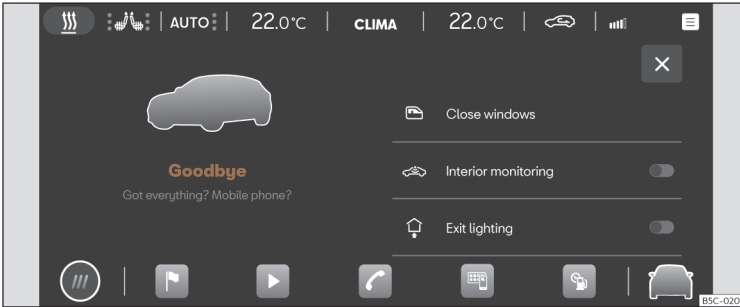 AUTO 22.0°C CLIMA 22.0°C
Close windows
Goodbye
Got everything? Mobile phone?
Interior monitoring
Exit lighting
B5C-020